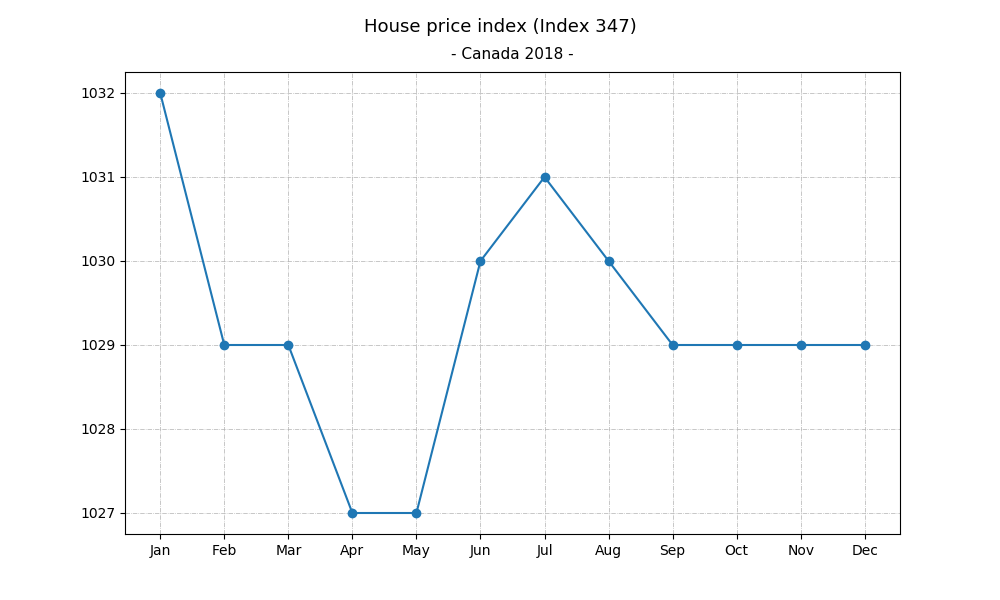 House price index (Index 347)
- Canada 2018 -
1032
1031
1030
1029
1028
1027
Jan Feb Mar Apr May Jun Jul Aug Sep Oct Nov Dec